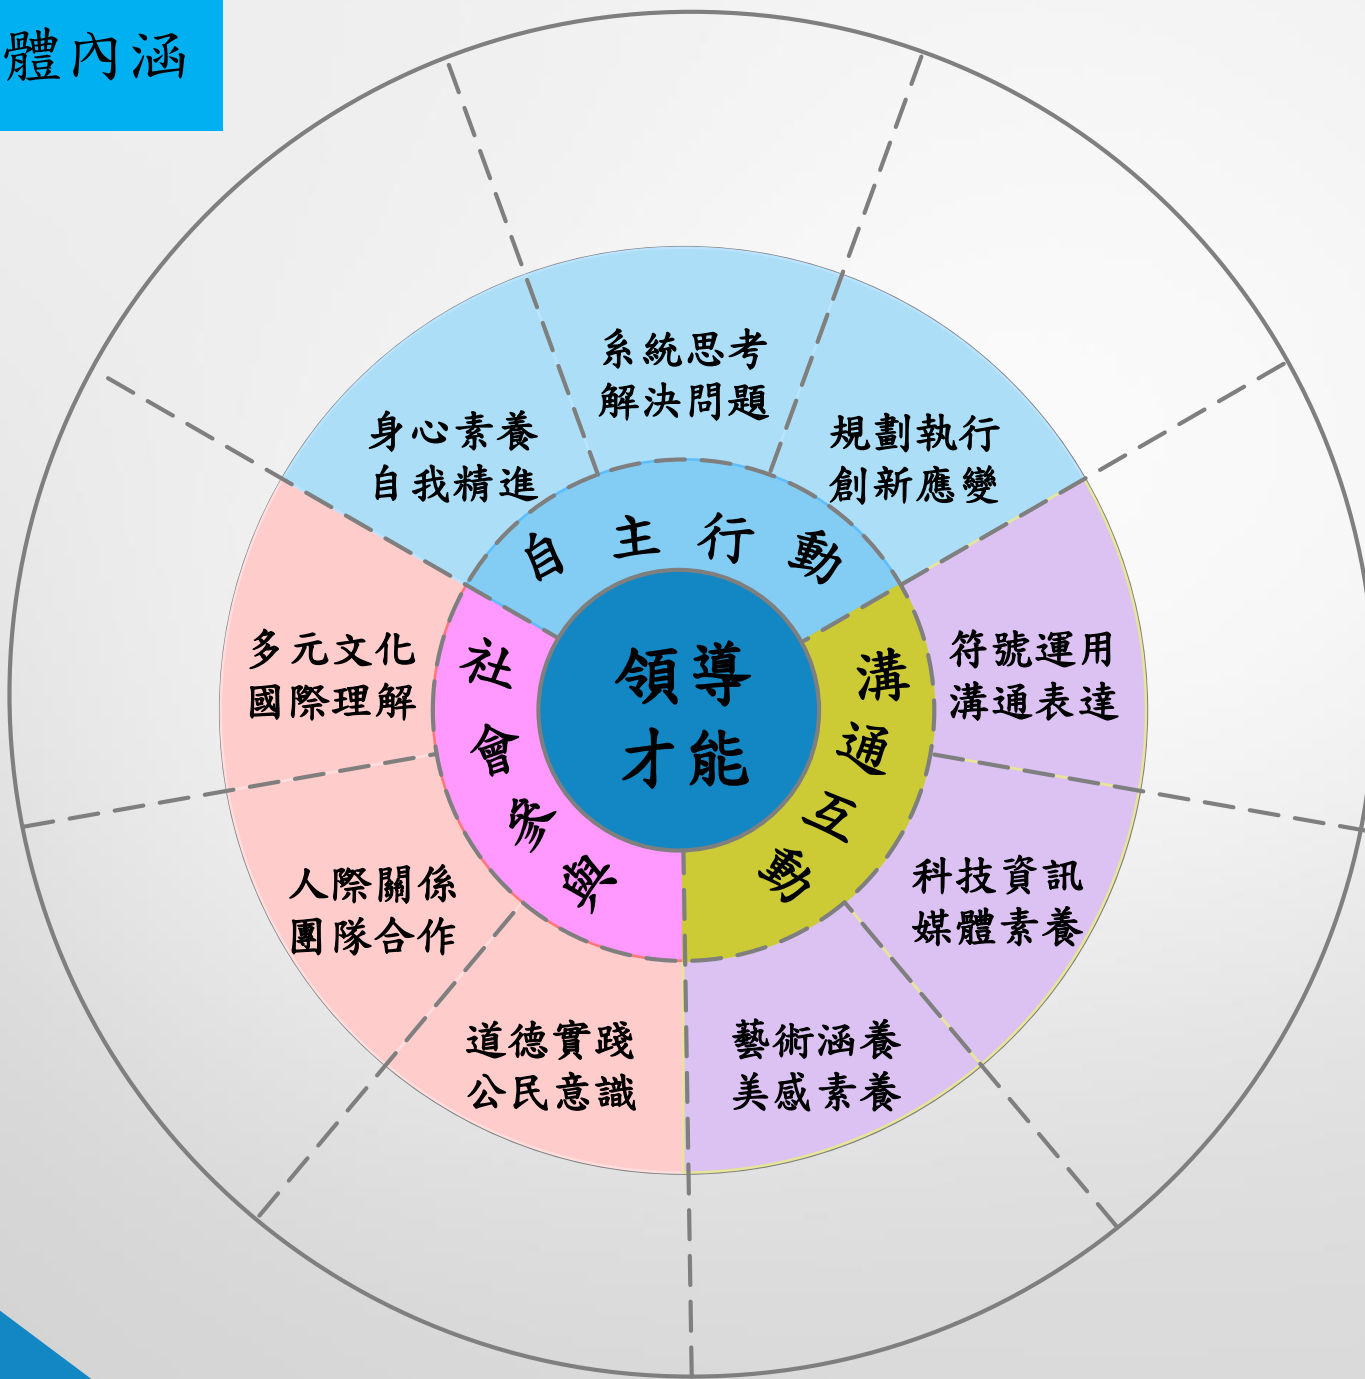 體內涵
系統思考
解決問題
身心素養
自我精進
規劃執行
創新應變
自主行動
多元文化
國際理解
社會參與
領導
才能
溝通互動
符號運用
溝通表達
人際關係
團隊合作
科技資訊
媒體素養
道德實踐
公民意識
藝術涵養
美感素養